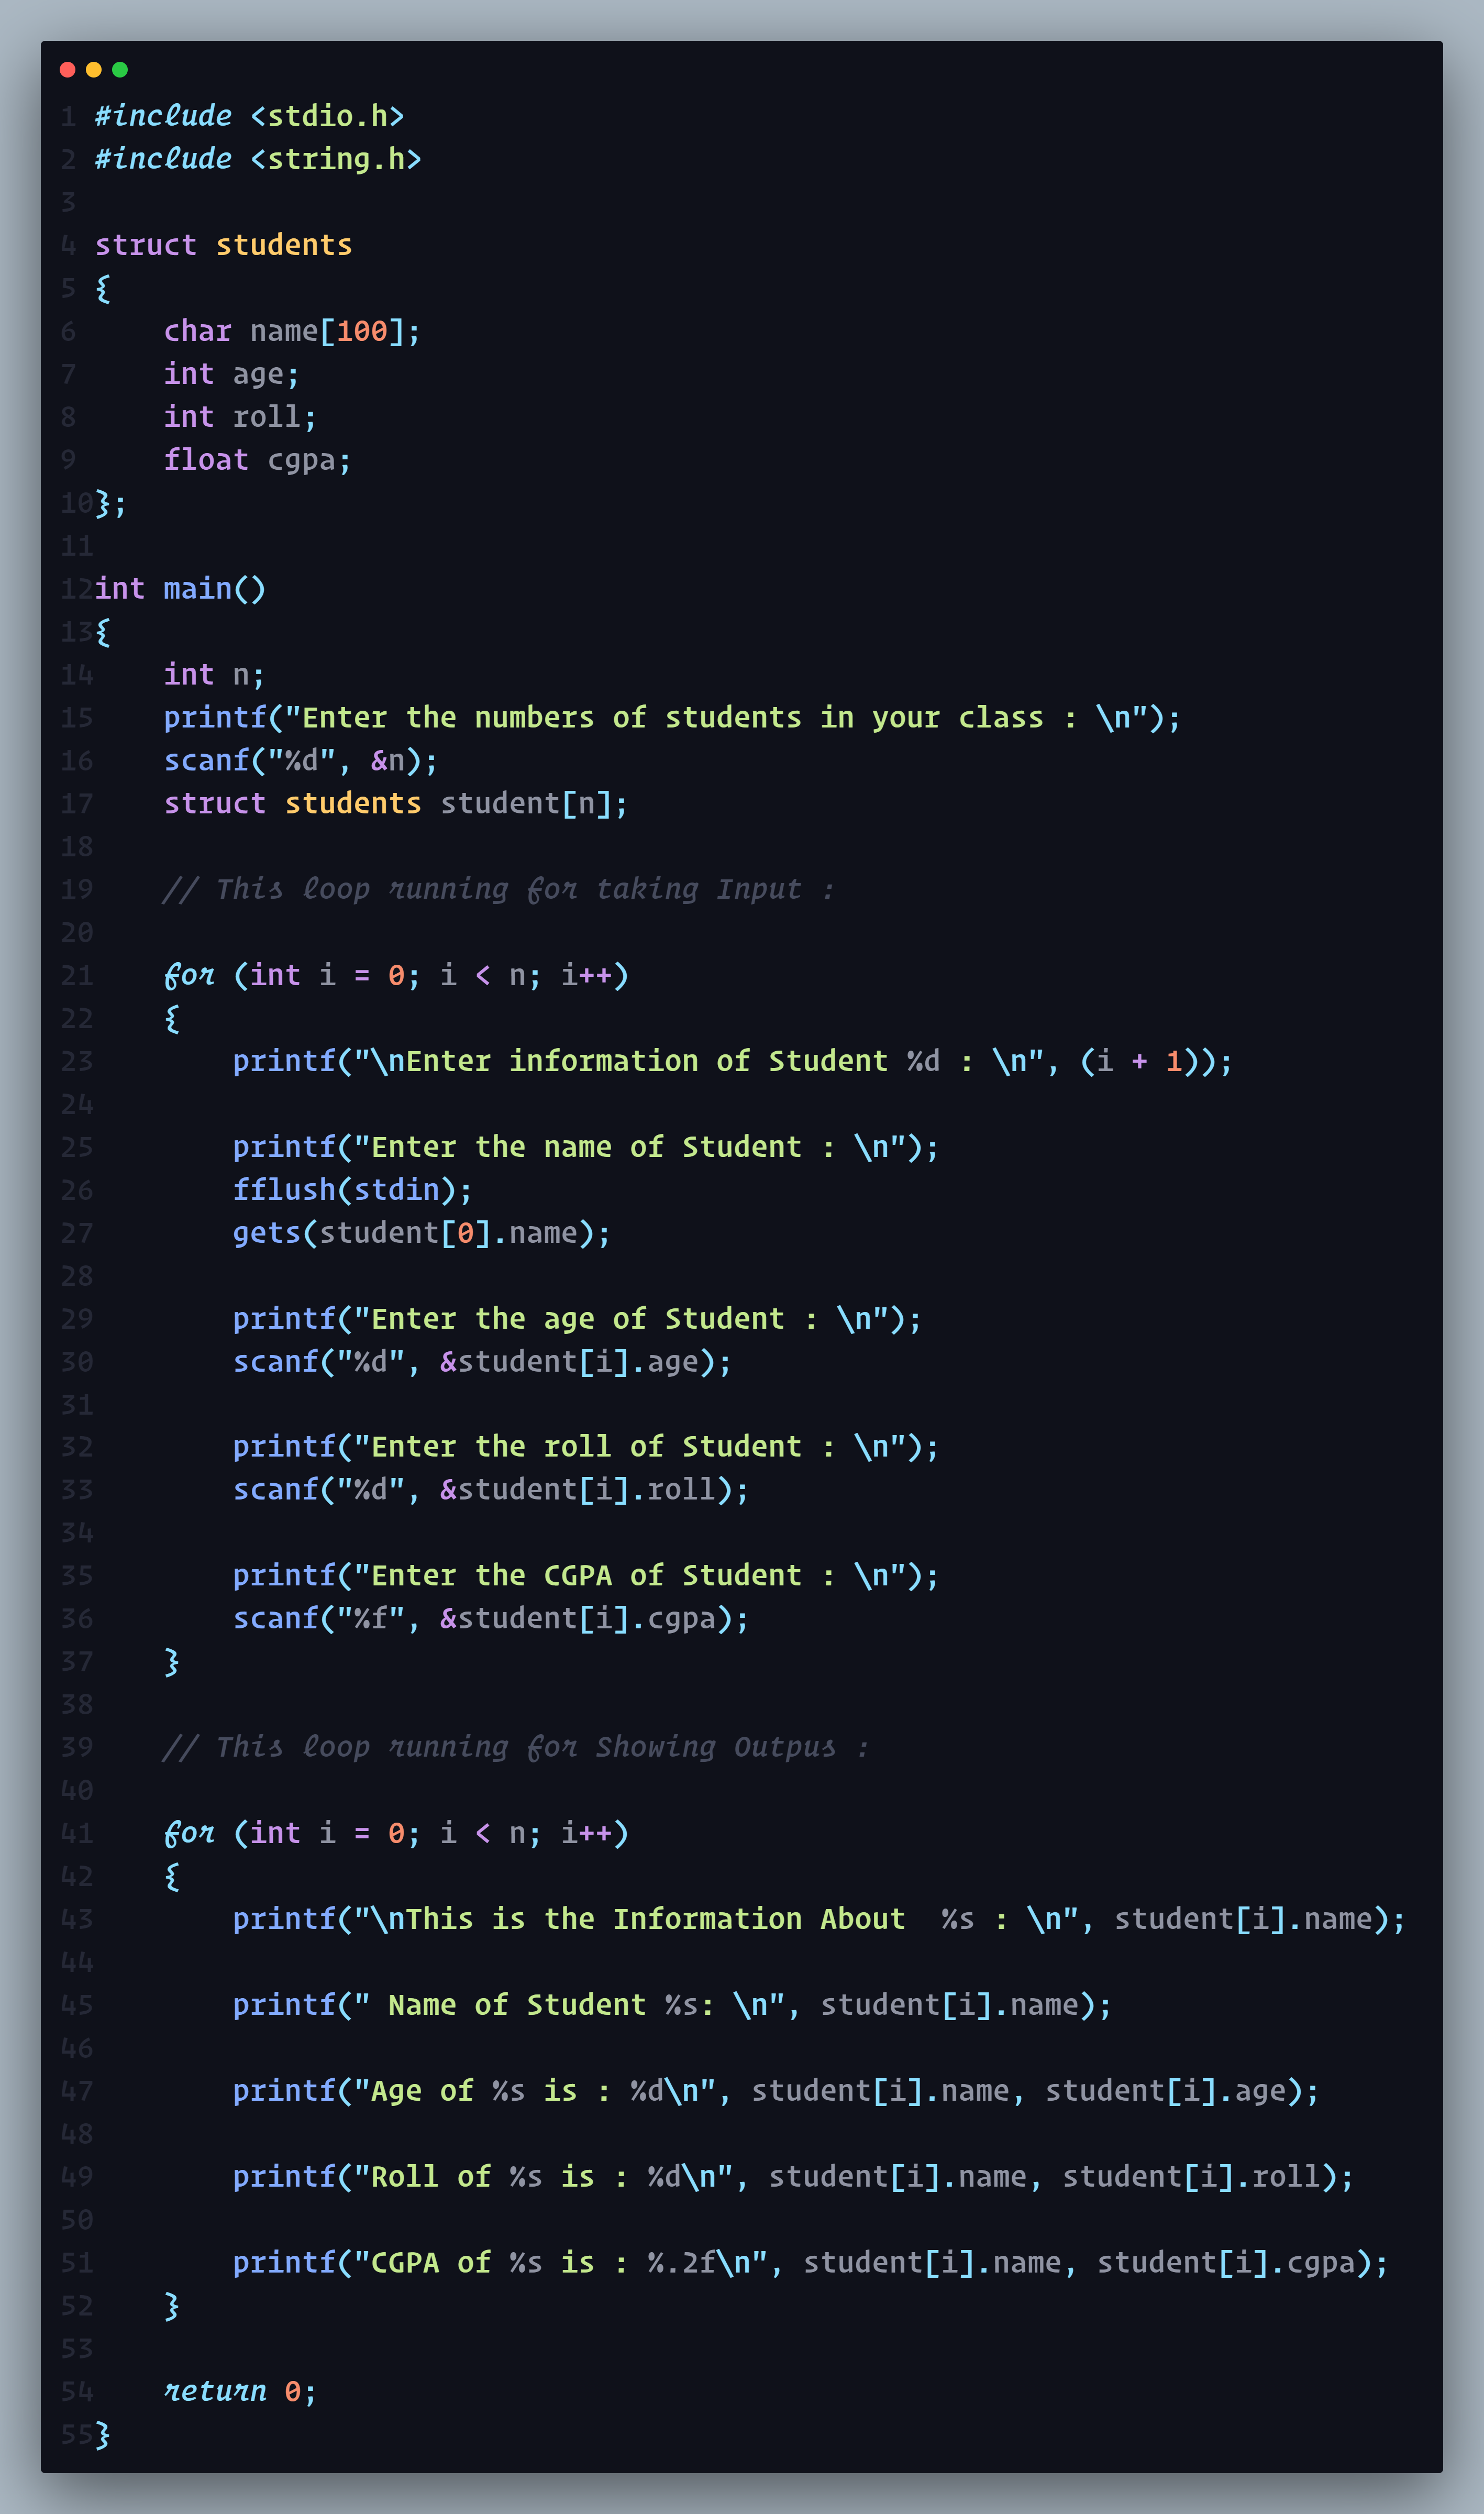 1 #include <stdio.h>
2 #include <string.h>
3
4 struct students
5 {
6     char name[100];
7     int age;
8     int roll;
9     float cgpa;
10};
11
12int main()
13{
14    int n;
15    printf("Enter the numbers of students in your class : \n");
16    scanf("%d", &n);
17    struct students student[n];
18
19    // This loop running for taking Input :
20
21    for (int i = 0; i < n; i++)
22    {
23        printf("\nEnter information of Student %d : \n", (i + 1));
24
25        printf("Enter the name of Student : \n");
26        fflush(stdin);
27        gets(student[0].name);
28
29        printf("Enter the age of Student : \n");
30        scanf("%d", &student[i].age);
31
32        printf("Enter the roll of Student : \n");
33        scanf("%d", &student[i].roll);
34
35        printf("Enter the CGPA of Student : \n");
36        scanf("%f", &student[i].cgpa);
37    }
38
39    // This loop running for Showing Outpus :
40
41    for (int i = 0; i < n; i++)
42    {
43        printf("\nThis is the Information About  %s : \n", student[i].name);
44
45        printf(" Name of Student %s: \n", student[i].name);
46
47        printf("Age of %s is : %d\n", student[i].name, student[i].age);
48
49        printf("Roll of %s is : %d\n", student[i].name, student[i].roll);
50
51        printf("CGPA of %s is : %.2f\n", student[i].name, student[i].cgpa);
52    }
53
54    return 0;
55}